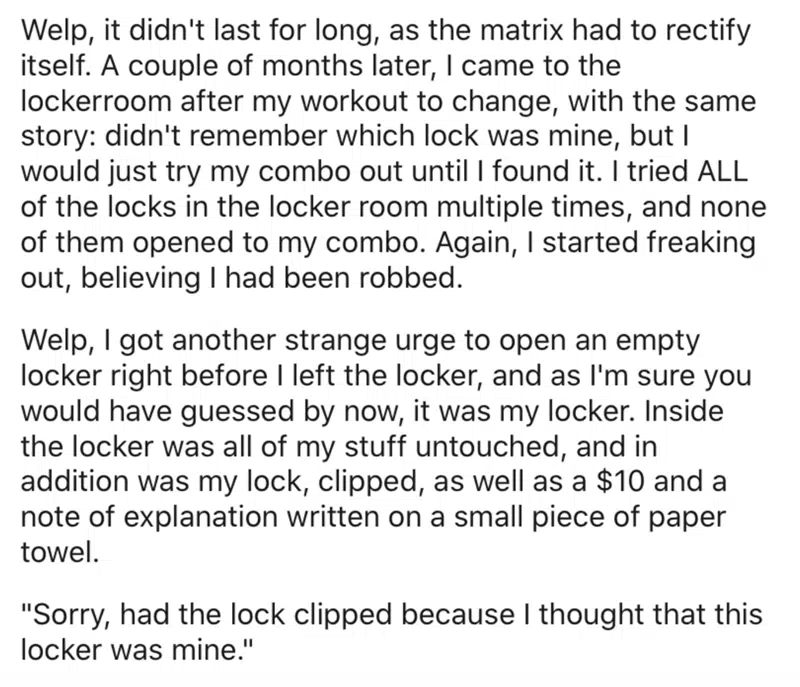 Welp, it didn't last for long, as the matrix had to rectify
itself. A couple of months later, I came to the
lockerroom after my workout to change, with the same
story: didn't remember which lock was mine, but I
would just try my combo out until I found it. I tried ALL
of the locks in the locker room multiple times, and none
of them opened to my combo. Again, I started freaking
out, believing I had been robbed.
Welp, I got another strange urge to open an empty
locker right before I left the locker, and as I'm sure you
would have guessed by now, it was my locker. Inside
the locker was all of my stuff untouched, and in
addition was my lock, clipped, as well as a $10 and a
note of explanation written on a small piece of paper
towel.
"Sorry, had the lock clipped because I thought that this
locker was mine."